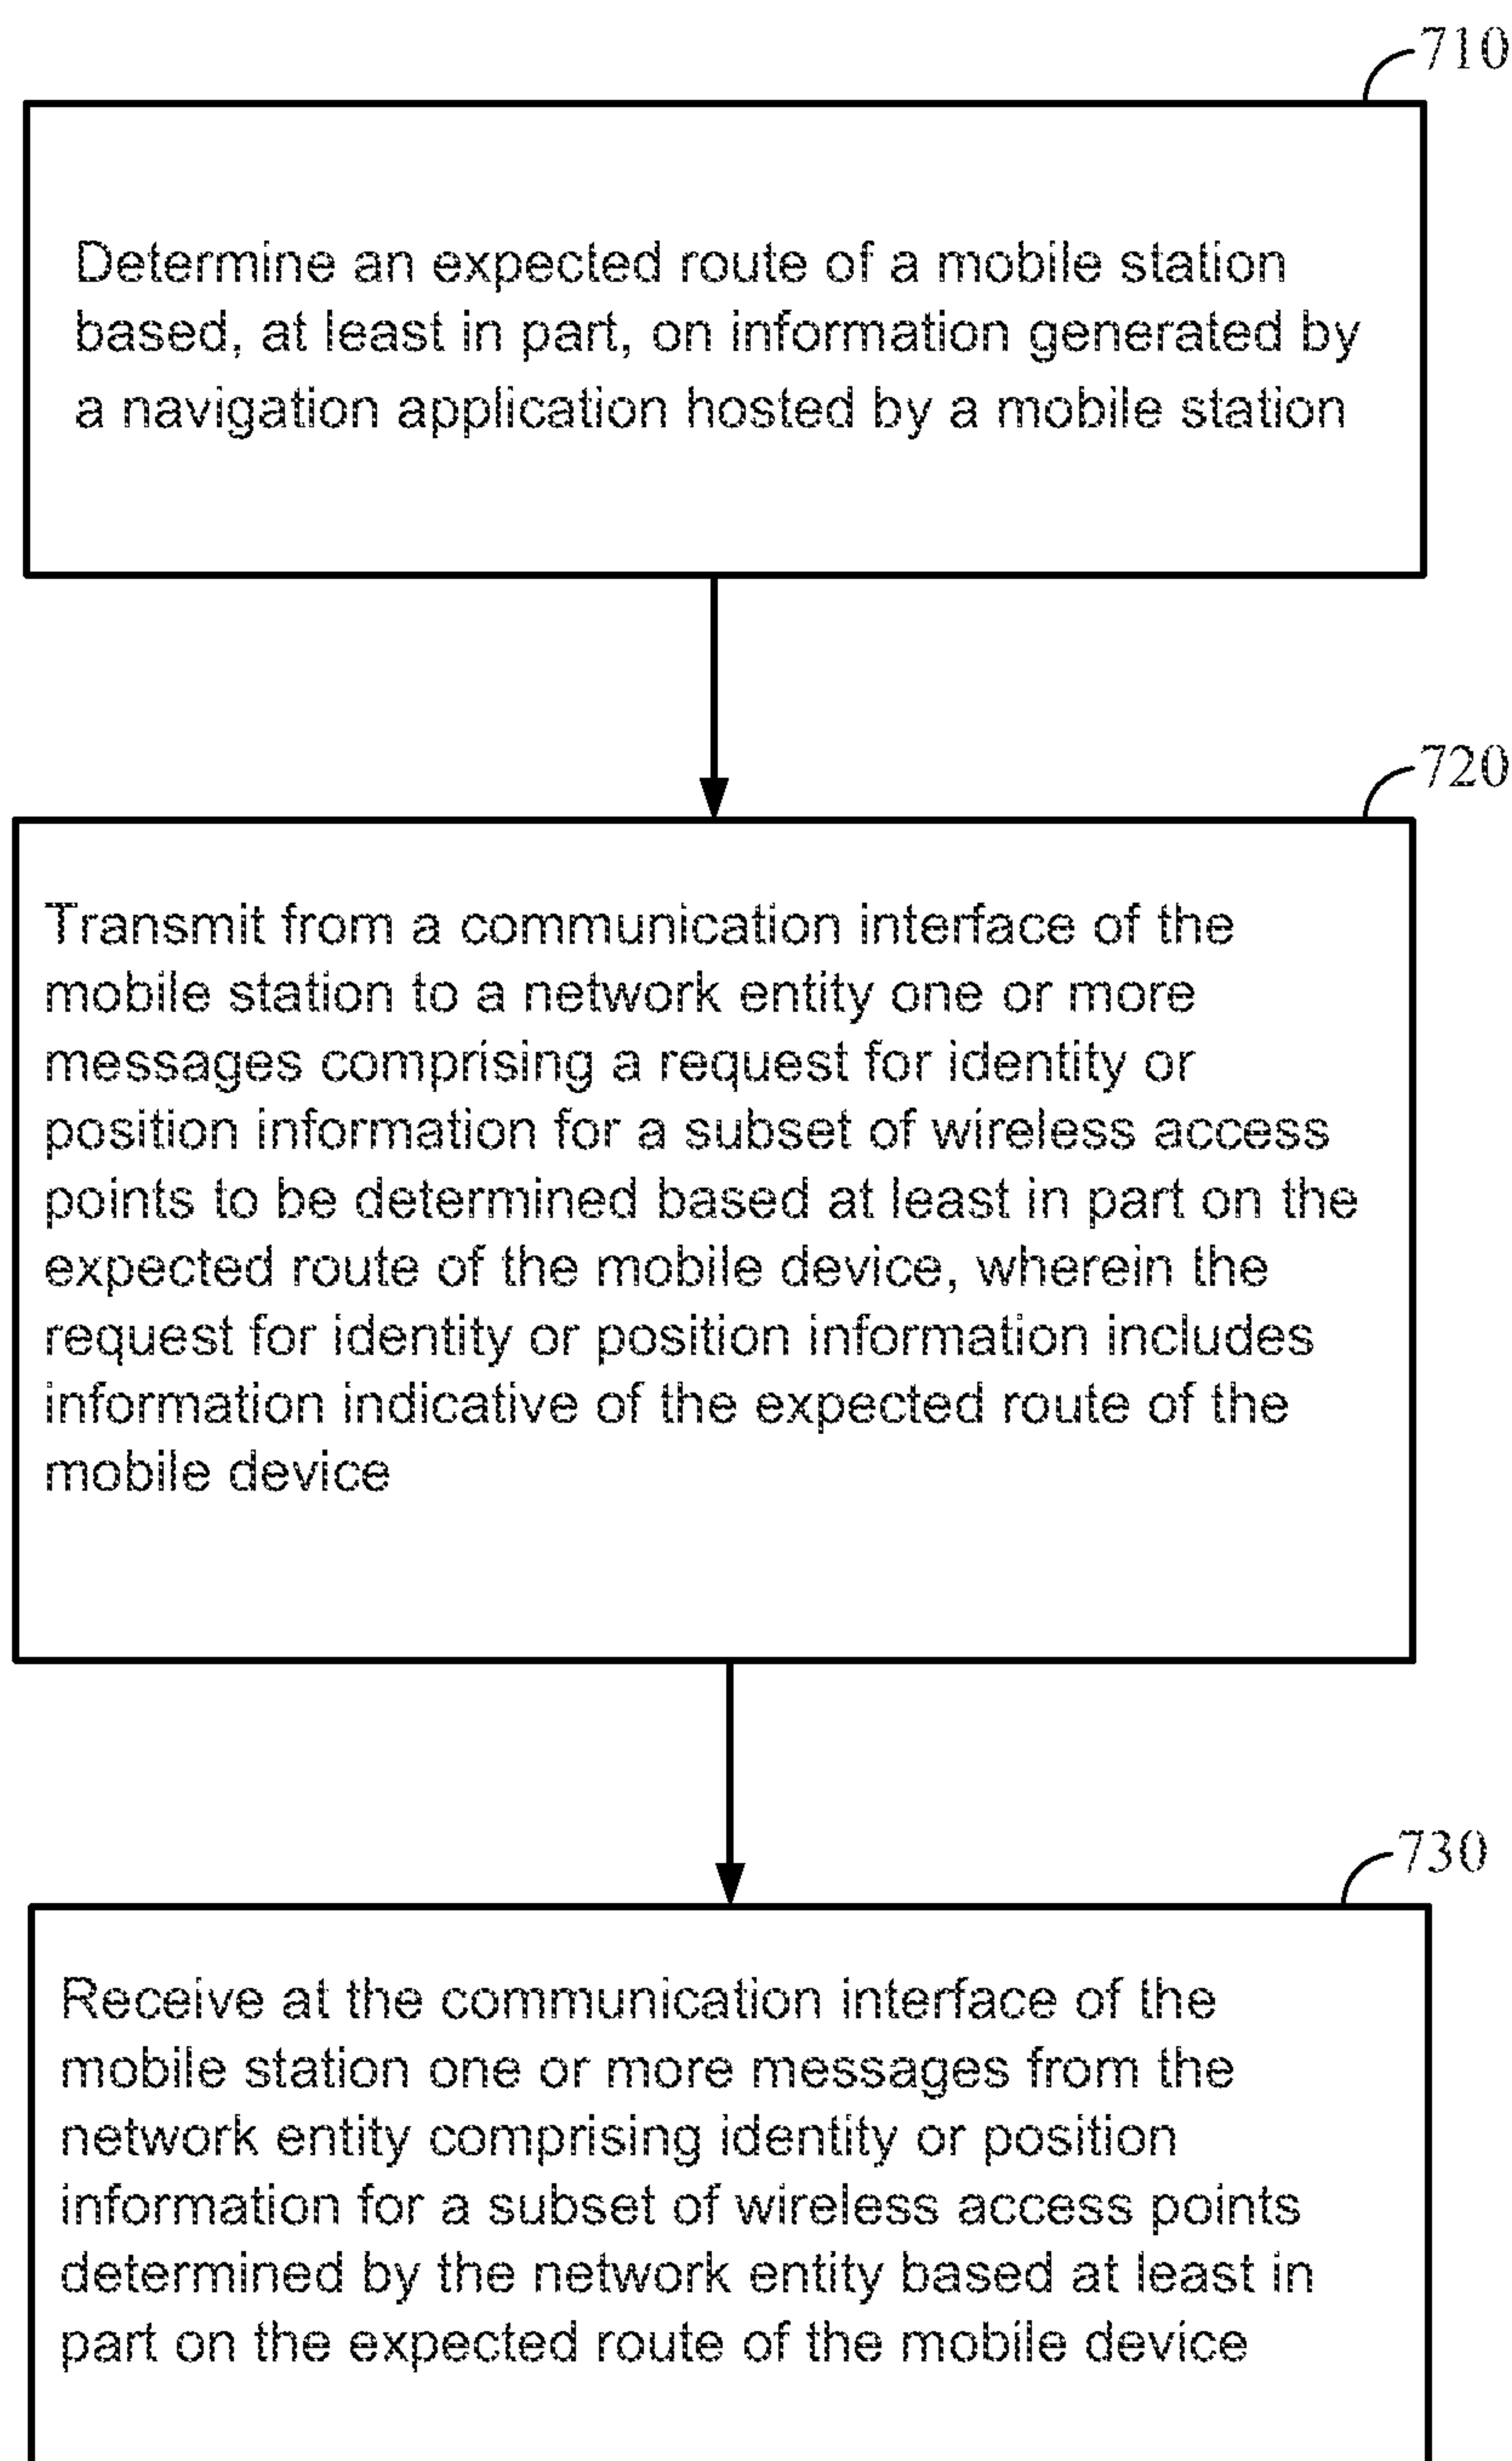 710
Determine an expected route of a mobile station
based, at least in part, on information generated by
a navigation application hosted by a mobile station
720
Transmit from a communication interface of the
mobile station to a network entity one or more
messages comprising a request for identity or
position information for a subset of wireless access
points to be determined based at least in part on the
expected route of the mobile device, wherein the
request for identity or position information includes
information indicative of the expected route of the
mobile device
730
Receive at the communication interface of the
mobile station one or more messages from the
network entity comprising identity or position
information for a subset of wireless access points
determined by the network entity based at least in
part on the expected route of the mobile device